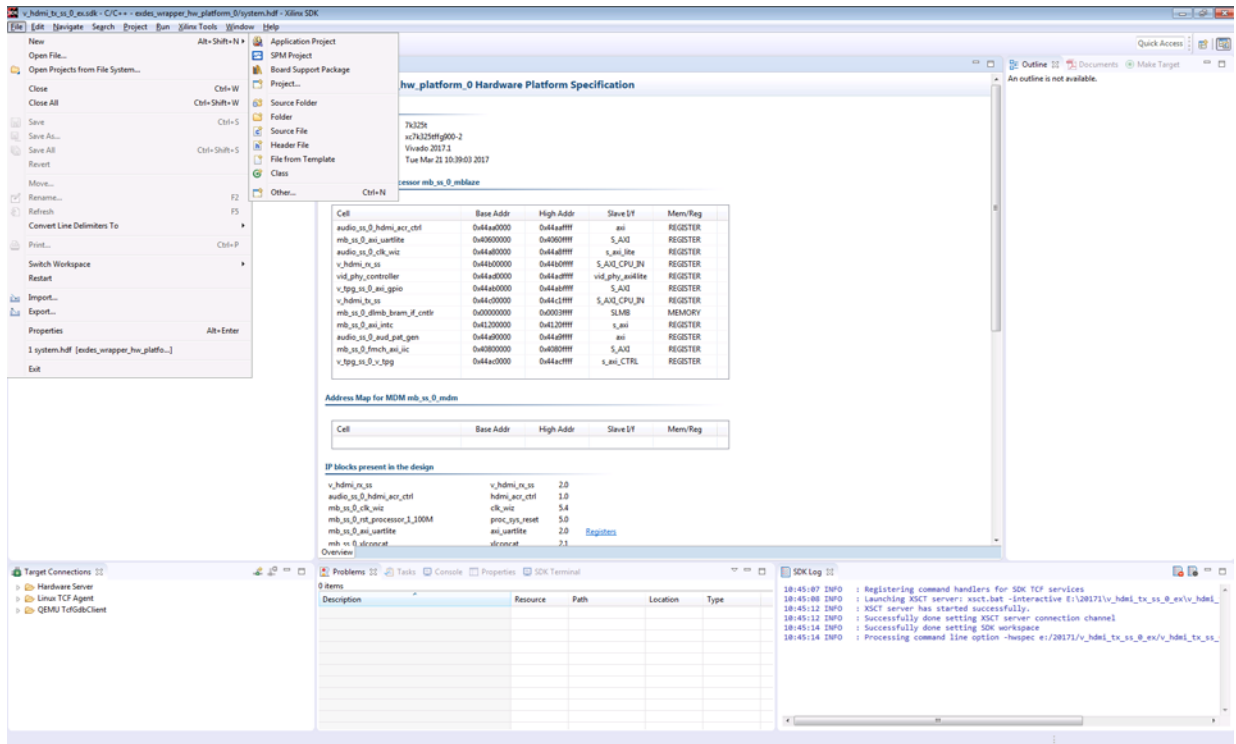 v_hdmi_tx_ss_0_ex.sdk - C/C++ - exdes_wrapper_hw_platform_0/system.hdf - Xilinx SDK
File Edit Navigate Search Project Run Xilinx Tools Window Help
New Alt+Shift+N
Open File...
Open Projects from File System...
Close Ctrl+W
Close All Ctrl+Shift+W
Save Ctrl+S
Save As...
Save All Ctrl+Shift+S
Revert
Move...
Rename... F2
Refresh F5
Convert Line Delimiters To
Print... Ctrl+P
Switch Workspace
Restart
Import...
Export...
Properties Alt+Enter
1 system.hdf [exdes_wrapper_hw_platfo...]
Exit
Application Project
SPM Project
Board Support Package
Project...
Source Folder
Folder
Source File
Header File
File from Template
Class
Other... Ctrl+N
Quick Access
hw_platform_0 Hardware Platform Specification
7k325t
xc7k325tffg900-2
Vivado 2017.1
Tue Mar 21 10:39:03 2017
cessor mb_ss_0_mblaze
Cell Base Addr High Addr Slave I/f Mem/Reg
audio_ss_0_hdmi_acr_ctrl 0x44aa0000 0x44aaffff axi REGISTER
mb_ss_0_axi_uartlite 0x40600000 0x4060ffff S_AXI REGISTER
audio_ss_0_clk_wiz 0x44a80000 0x44a8ffff s_axi_lite REGISTER
v_hdmi_rx_ss 0x44b00000 0x44b0ffff S_AXI_CPU_IN REGISTER
vid_phy_controller 0x44ad0000 0x44adffff vid_phy_axi4lite REGISTER
v_tpg_ss_0_axi_gpio 0x44ab0000 0x44abffff S_AXI REGISTER
v_hdmi_tx_ss 0x44c00000 0x44c1ffff S_AXI_CPU_IN REGISTER
mb_ss_0_dlmb_bram_if_cntlr 0x00000000 0x0003ffff SLMB MEMORY
mb_ss_0_axi_intc 0x41200000 0x4120ffff s_axi REGISTER
audio_ss_0_aud_pat_gen 0x44a90000 0x44a9ffff axi REGISTER
mb_ss_0_fmch_axi_iic 0x40800000 0x4080ffff S_AXI REGISTER
v_tpg_ss_0_v_tpg 0x44ac0000 0x44acffff s_axi_CTRL REGISTER
Address Map for MDM mb_ss_0_mdm
Cell Base Addr High Addr Slave I/f Mem/Reg
IP blocks present in the design
v_hdmi_rx_ss v_hdmi_rx_ss 2.0
audio_ss_0_hdmi_acr_ctrl hdmi_acr_ctrl 1.0
mb_ss_0_clk_wiz clk_wiz 5.4
mb_ss_0_rst_processor_1_100M proc_sys_reset 5.0
mb_ss_0_axi_uartlite axi_uartlite 2.0 Registers
mb_ss_0_xlconcat xlconcat 2.1
Overview
Outline Documents Make Target
An outline is not available.
Target Connections
Hardware Server
Linux TCF Agent
QEMU TcfGdbClient
Problems Tasks Console Properties SDK Terminal
0 items
Description Resource Path Location Type
SDK Log
10:45:07 INFO : Registering command handlers for SDK TCF services
10:45:08 INFO : Launching XSCT server: xsct.bat -interactive E:\20171\v_hdmi_tx_ss_0_ex\v_hdmi_
10:45:12 INFO : XSCT server has started successfully.
10:45:12 INFO : Successfully done setting XSCT server connection channel
10:45:14 INFO : Successfully done setting SDK workspace
10:45:14 INFO : Processing command line option -hwspec e:/20171/v_hdmi_tx_ss_0_ex/v_hdmi_tx_ss_